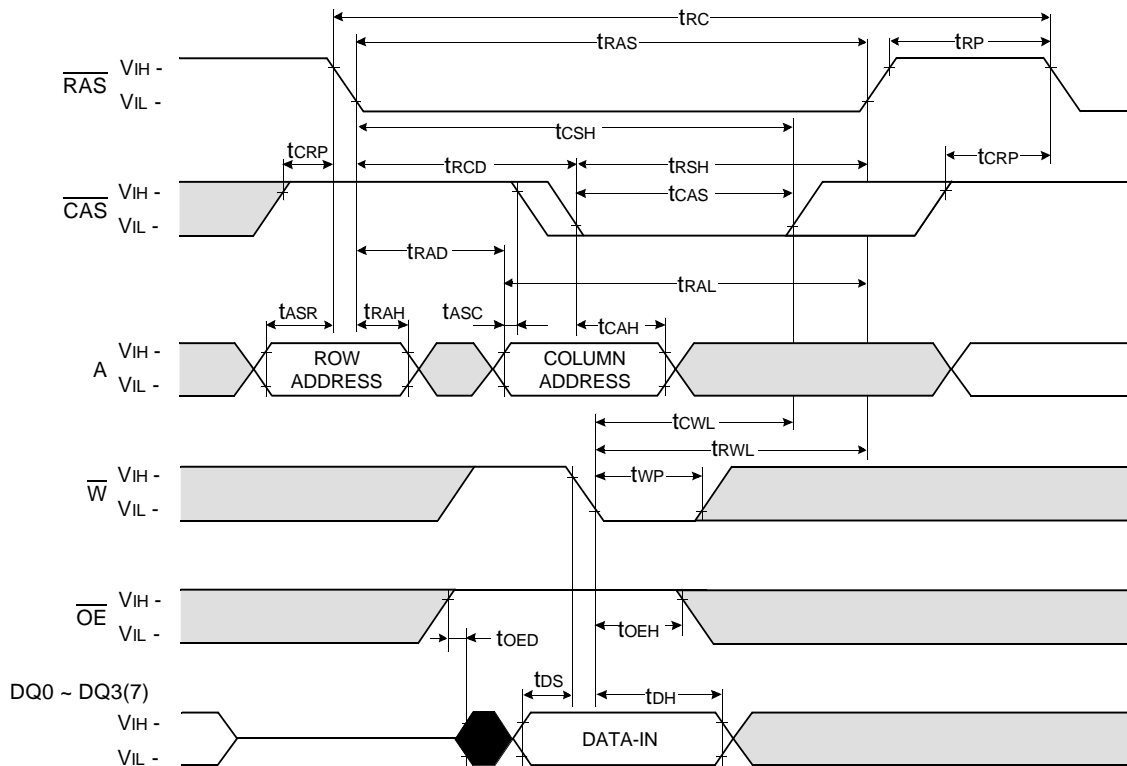 tRC
tRAS
tRP
RAS
VIH -
VIL -
tCSH
tCRP
tRCD
tRSH
tCRP
CAS
VIH -
VIL -
tCAS
tRAD
tRAL
tASR
tRAH
tASC
tCAH
A
VIH -
VIL -
ROW
ADDRESS
COLUMN
ADDRESS
tCWL
tRWL
W
VIH -
VIL -
tWP
OE
VIH -
VIL -
tOED
tOEH
DQ0 ~ DQ3(7)
tDS
tDH
VIH -
VIL -
DATA-IN